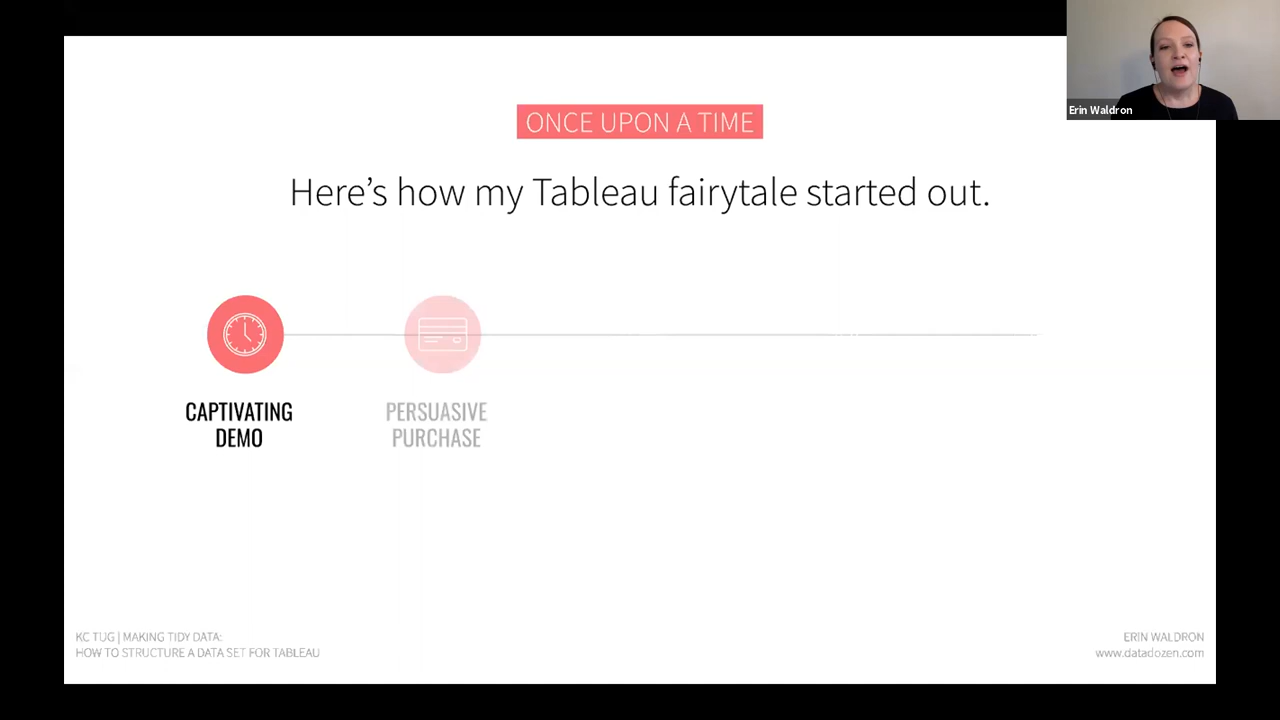 ONCE UPON A TIME
Erin Waldron
Here's how my Tableau fairytale started out.
CAPTIVATING
DEMO
PERSUASIVE
PURCHASE
KC TUG | MAKING TIDY DATA:
HOW TO STRUCTURE A DATA SET FOR TABLEAU
ERIN WALDRON
www.datadozen.com